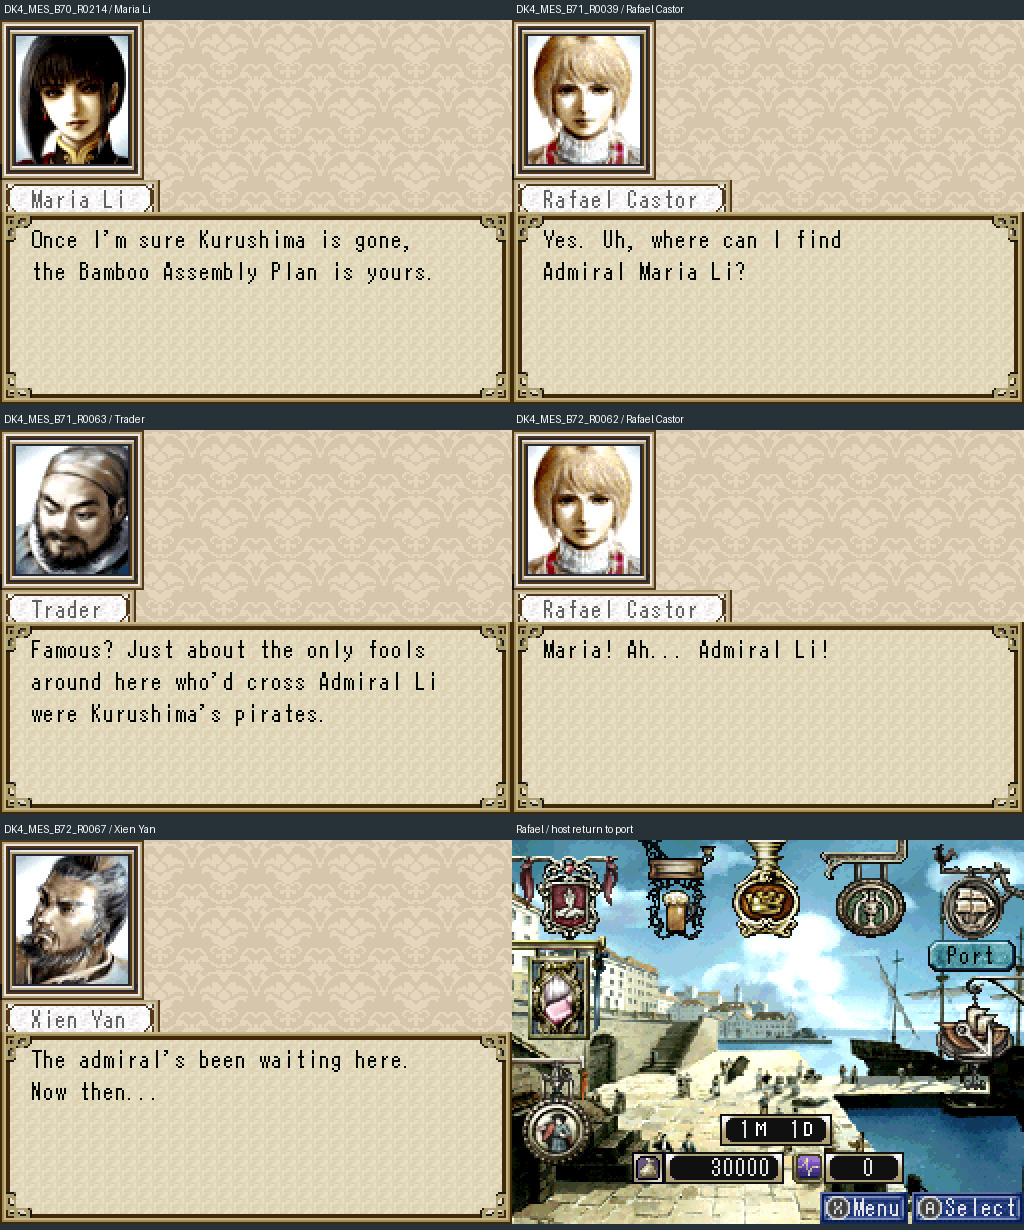 DK4_MES_B70_R0214 / Maria Li
Maria Li
Once I'm sure Kurushima is gone,
the Bamboo Assembly Plan is yours.
DK4_MES_B71_R0039 / Rafael Castor
Rafael Castor
Yes. Uh, where can I find
Admiral Maria Li?
DK4_MES_B71_R0063 / Trader
Trader
Famous? Just about the only fools
around here who'd cross Admiral Li
were Kurushima's pirates.
DK4_MES_B72_R0062 / Rafael Castor
Rafael Castor
Maria! Ah... Admiral Li!
DK4_MES_B72_R0067 / Xien Yan
Xien Yan
The admiral's been waiting here.
Now then...
Rafael / host return to port
Port
1M 1D
30000
0
X Menu
A Select